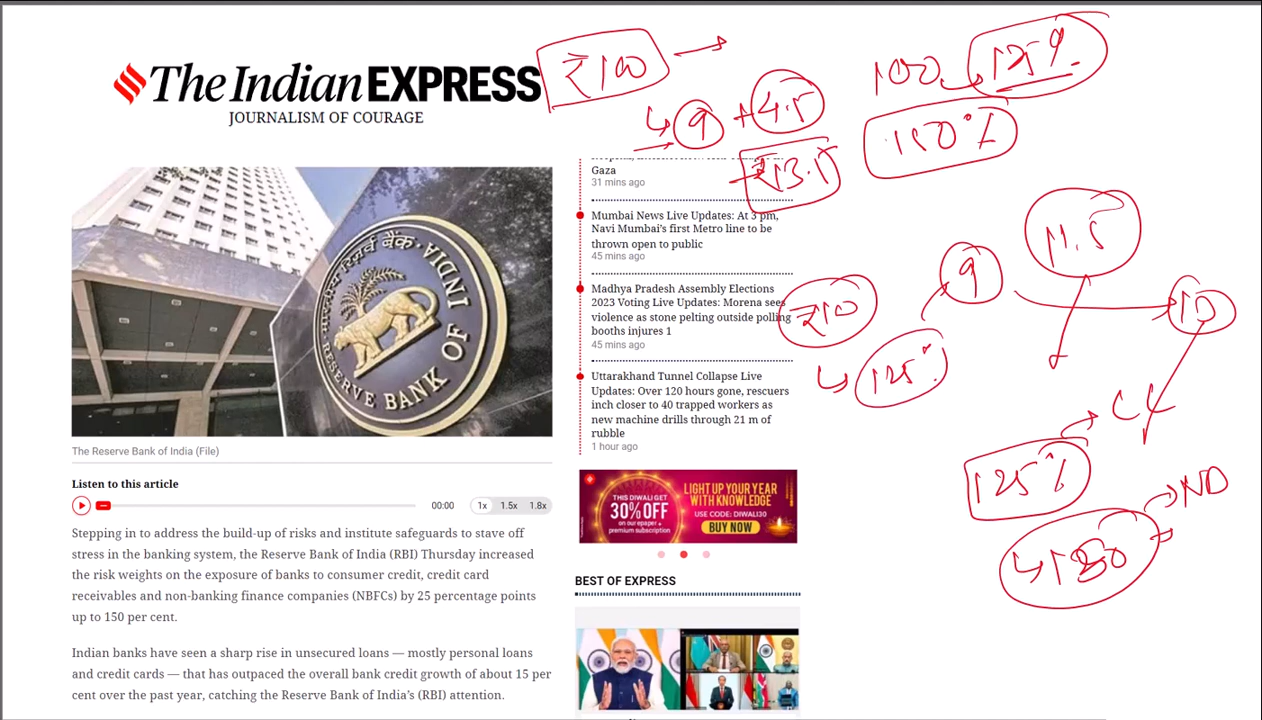 The Indian EXPRESS
JOURNALISM OF COURAGE
₹100
9 + 4.5
₹13.5
100 125%
150%
भारतीय रिज़र्व बैंक
RESERVE BANK OF INDIA
The Reserve Bank of India (File)
Listen to this article
00:00 1x 1.5x 1.8x
Stepping in to address the build-up of risks and institute safeguards to stave off
stress in the banking system, the Reserve Bank of India (RBI) Thursday increased
the risk weights on the exposure of banks to consumer credit, credit card
receivables and non-banking finance companies (NBFCs) by 25 percentage points
up to 150 per cent.
Indian banks have seen a sharp rise in unsecured loans — mostly personal loans
and credit cards — that has outpaced the overall bank credit growth of about 15 per
cent over the past year, catching the Reserve Bank of India's (RBI) attention.
Gaza
31 mins ago
Mumbai News Live Updates: At 3 pm,
Navi Mumbai's first Metro line to be
thrown open to public
45 mins ago
Madhya Pradesh Assembly Elections
2023 Voting Live Updates: Morena sees
violence as stone pelting outside polling
booths injures 1
45 mins ago
Uttarakhand Tunnel Collapse Live
Updates: Over 120 hours gone, rescuers
inch closer to 40 trapped workers as
new machine drills through 21 m of
rubble
1 hour ago
THIS DIWALI GET
30% OFF
on our epaper +
premium subscription
LIGHT UP YOUR YEAR
WITH KNOWLEDGE
USE CODE: DIWALI30
BUY NOW
BEST OF EXPRESS
11.5
9
10
125%
125%
ND